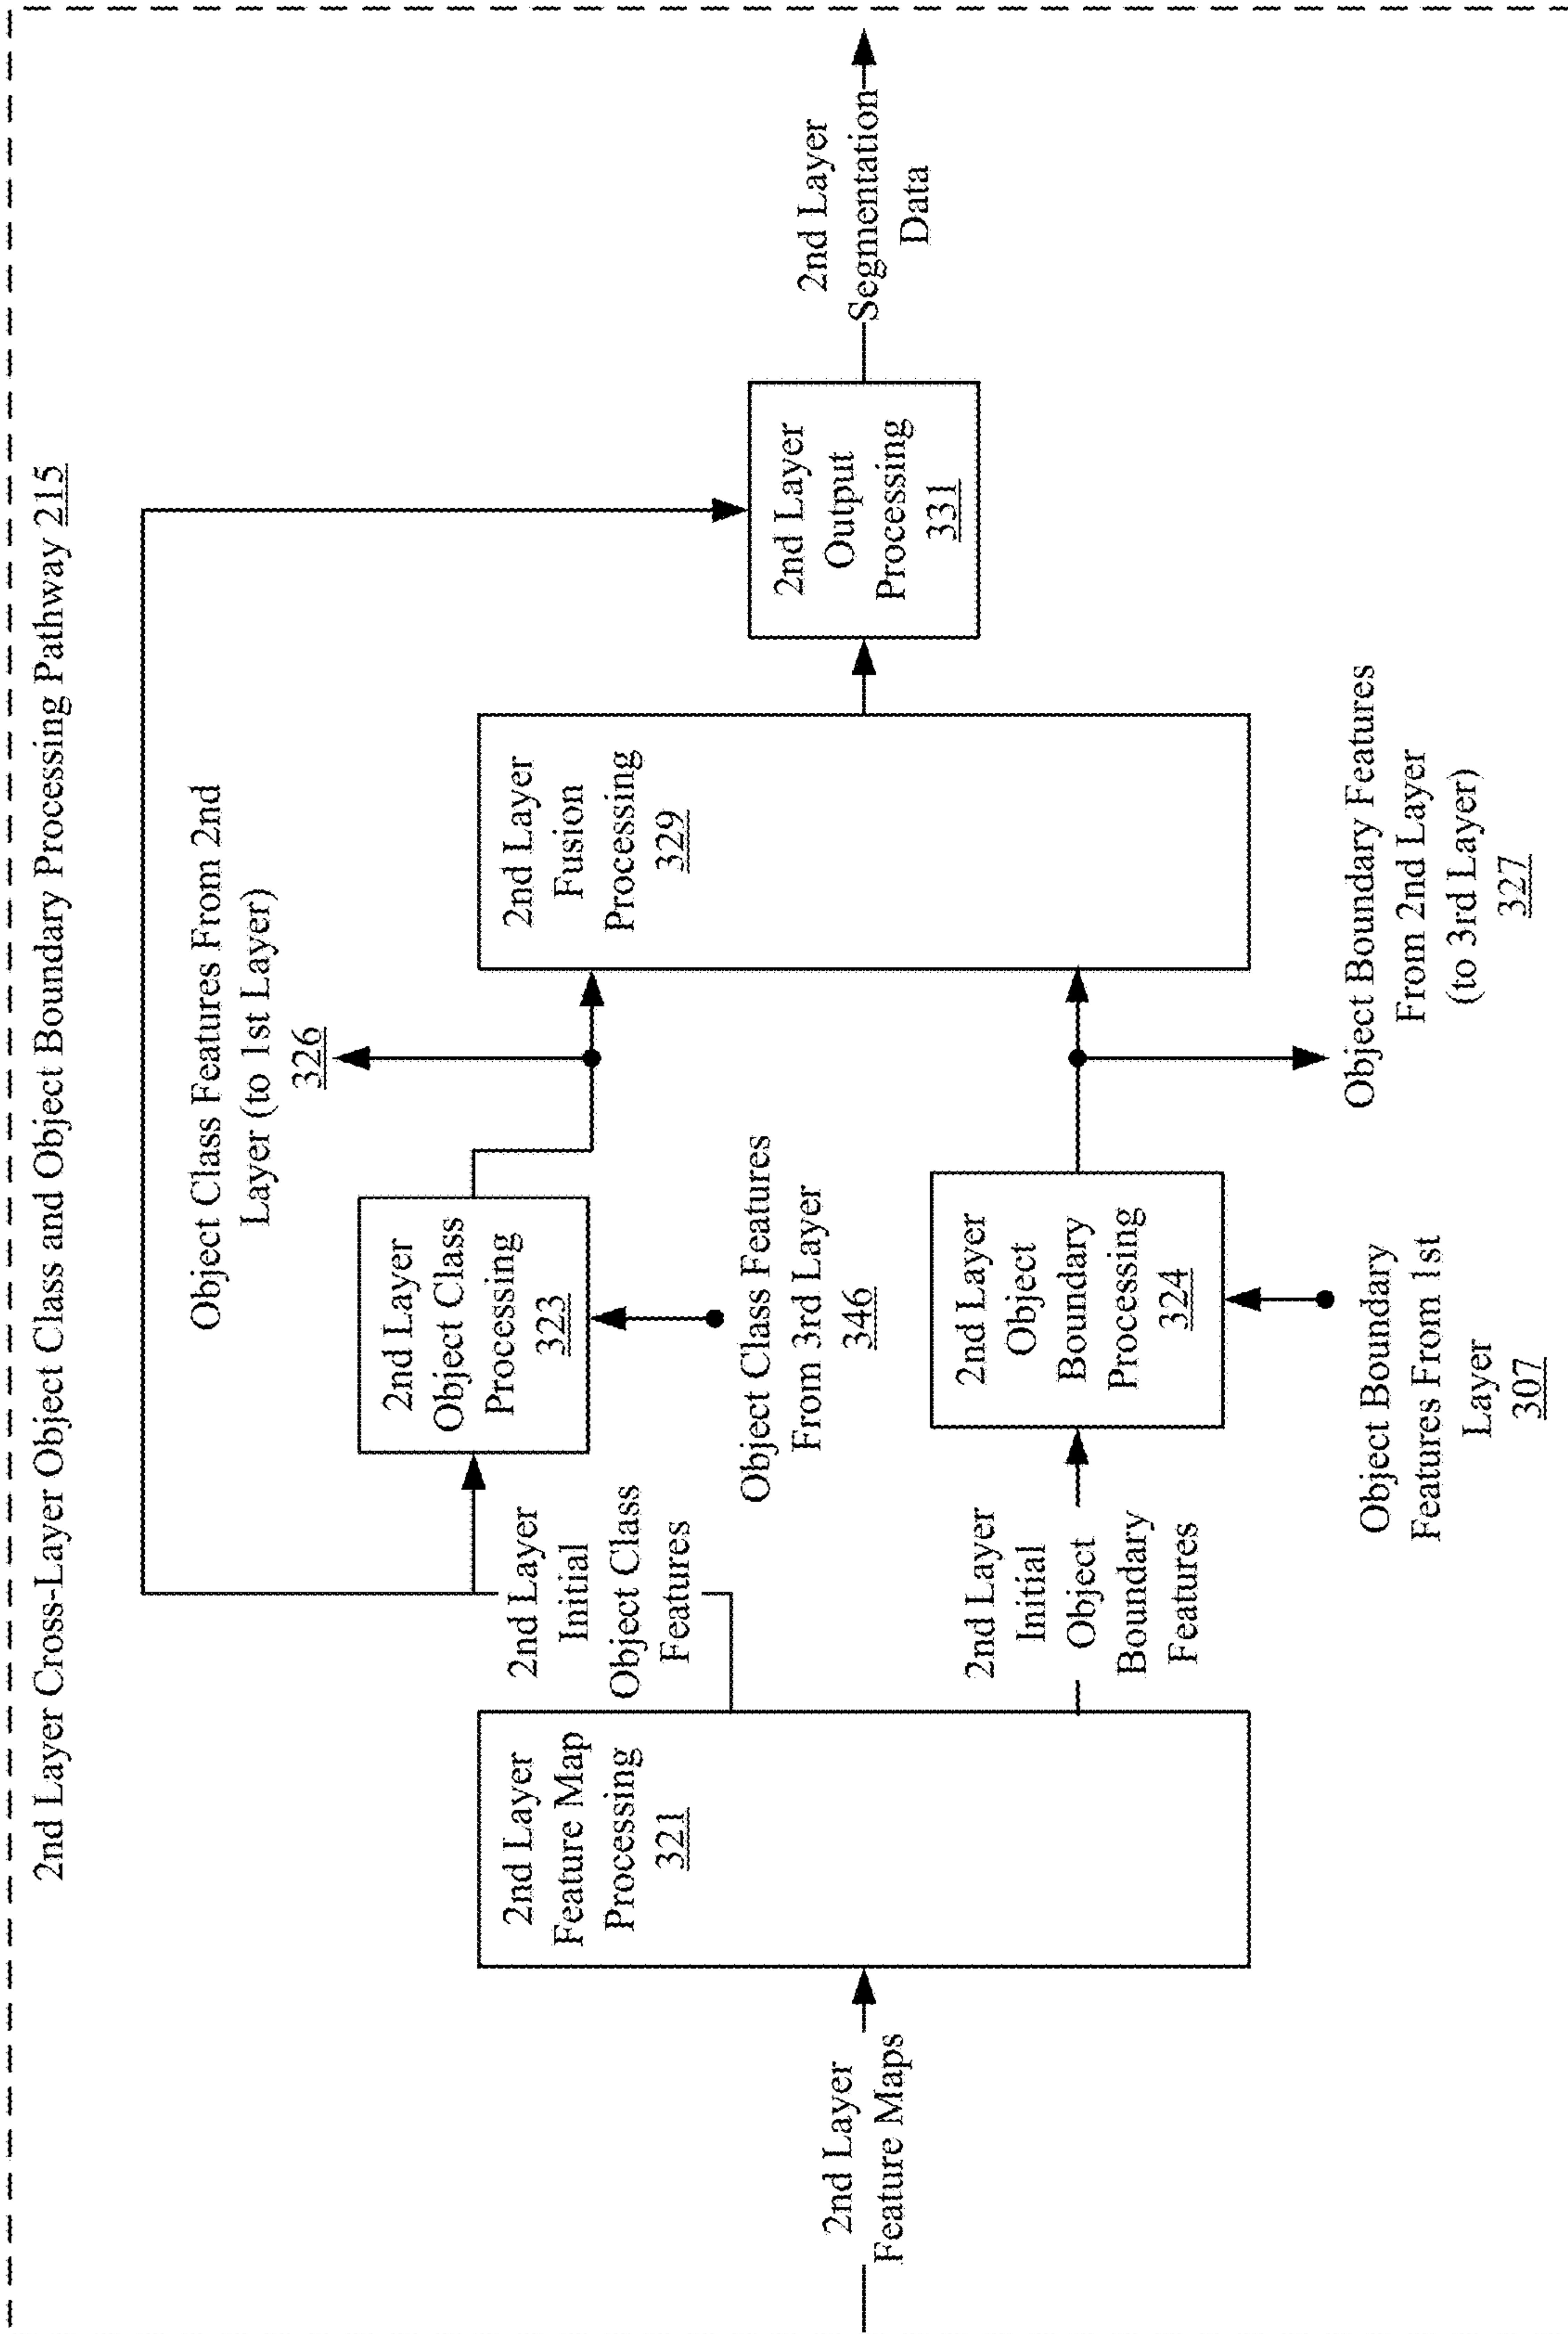 2nd Layer Cross-Layer Object Class and Object Boundary Processing Pathway 215
2nd Layer
Feature Maps
2nd Layer
Feature Map
Processing
321
2nd Layer
Initial
Object Class
Features
2nd Layer
Initial
Object
Boundary
Features
2nd Layer
Object Class
Processing
323
Object Class Features
From 3rd Layer
346
2nd Layer
Object
Boundary
Processing
324
Object Boundary
Features From 1st
Layer
307
Object Class Features From 2nd
Layer (to 1st Layer)
326
Object Boundary Features
From 2nd Layer
(to 3rd Layer)
327
2nd Layer
Fusion
Processing
329
2nd Layer
Output
Processing
331
2nd Layer
Segmentation
Data